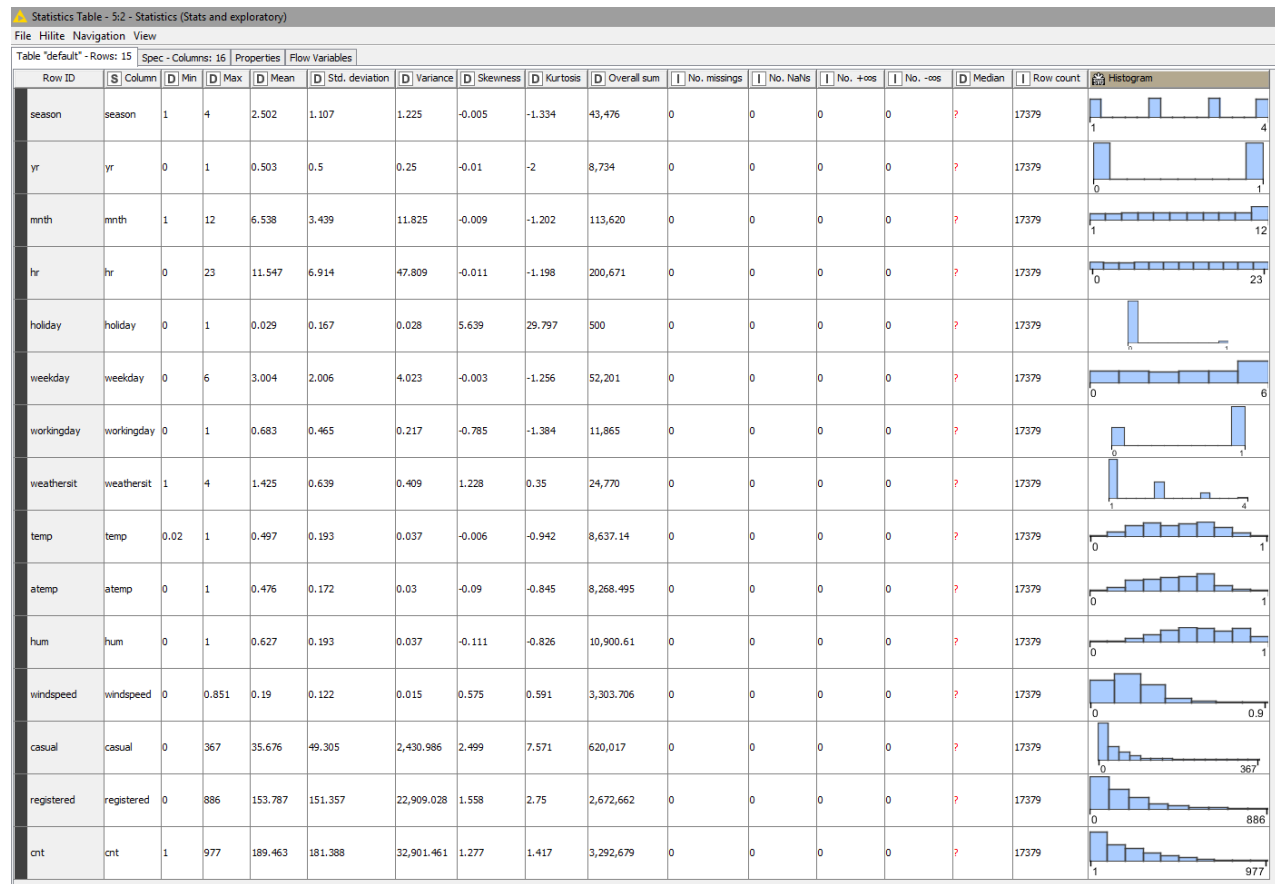 Statistics Table - 5:2 - Statistics (Stats and exploratory)
File Hilite Navigation View
Table "default" - Rows: 15 Spec - Columns: 16 Properties Flow Variables
Row ID S Column D Min D Max D Mean D Std. deviation D Variance D Skewness D Kurtosis D Overall sum I No. missings I No. NaNs I No. +∞s I No. -∞s D Median I Row count Histogram
season season 1 4 2.502 1.107 1.225 -0.005 -1.334 43,476 0 0 0 0 ? 17379 1 4
yr yr 0 1 0.503 0.5 0.25 -0.01 -2 8,734 0 0 0 0 ? 17379 0 1
mnth mnth 1 12 6.538 3.439 11.825 -0.009 -1.202 113,620 0 0 0 0 ? 17379 1 12
hr hr 0 23 11.547 6.914 47.809 -0.011 -1.198 200,671 0 0 0 0 ? 17379 0 23
holiday holiday 0 1 0.029 0.167 0.028 5.639 29.797 500 0 0 0 0 ? 17379 0 1
weekday weekday 0 6 3.004 2.006 4.023 -0.003 -1.256 52,201 0 0 0 0 ? 17379 0 6
workingday workingday 0 1 0.683 0.465 0.217 -0.785 -1.384 11,865 0 0 0 0 ? 17379 0 1
weathersit weathersit 1 4 1.425 0.639 0.409 1.228 0.35 24,770 0 0 0 0 ? 17379 1 4
temp temp 0.02 1 0.497 0.193 0.037 -0.006 -0.942 8,637.14 0 0 0 0 ? 17379 0 1
atemp atemp 0 1 0.476 0.172 0.03 -0.09 -0.845 8,268.495 0 0 0 0 ? 17379 0 1
hum hum 0 1 0.627 0.193 0.037 -0.111 -0.826 10,900.61 0 0 0 0 ? 17379 0 1
windspeed windspeed 0 0.851 0.19 0.122 0.015 0.575 0.591 3,303.706 0 0 0 0 ? 17379 0 0.9
casual casual 0 367 35.676 49.305 2,430.986 2.499 7.571 620,017 0 0 0 0 ? 17379 0 367
registered registered 0 886 153.787 151.357 22,909.028 1.558 2.75 2,672,662 0 0 0 0 ? 17379 0 886
cnt cnt 1 977 189.463 181.388 32,901.461 1.277 1.417 3,292,679 0 0 0 0 ? 17379 1 977